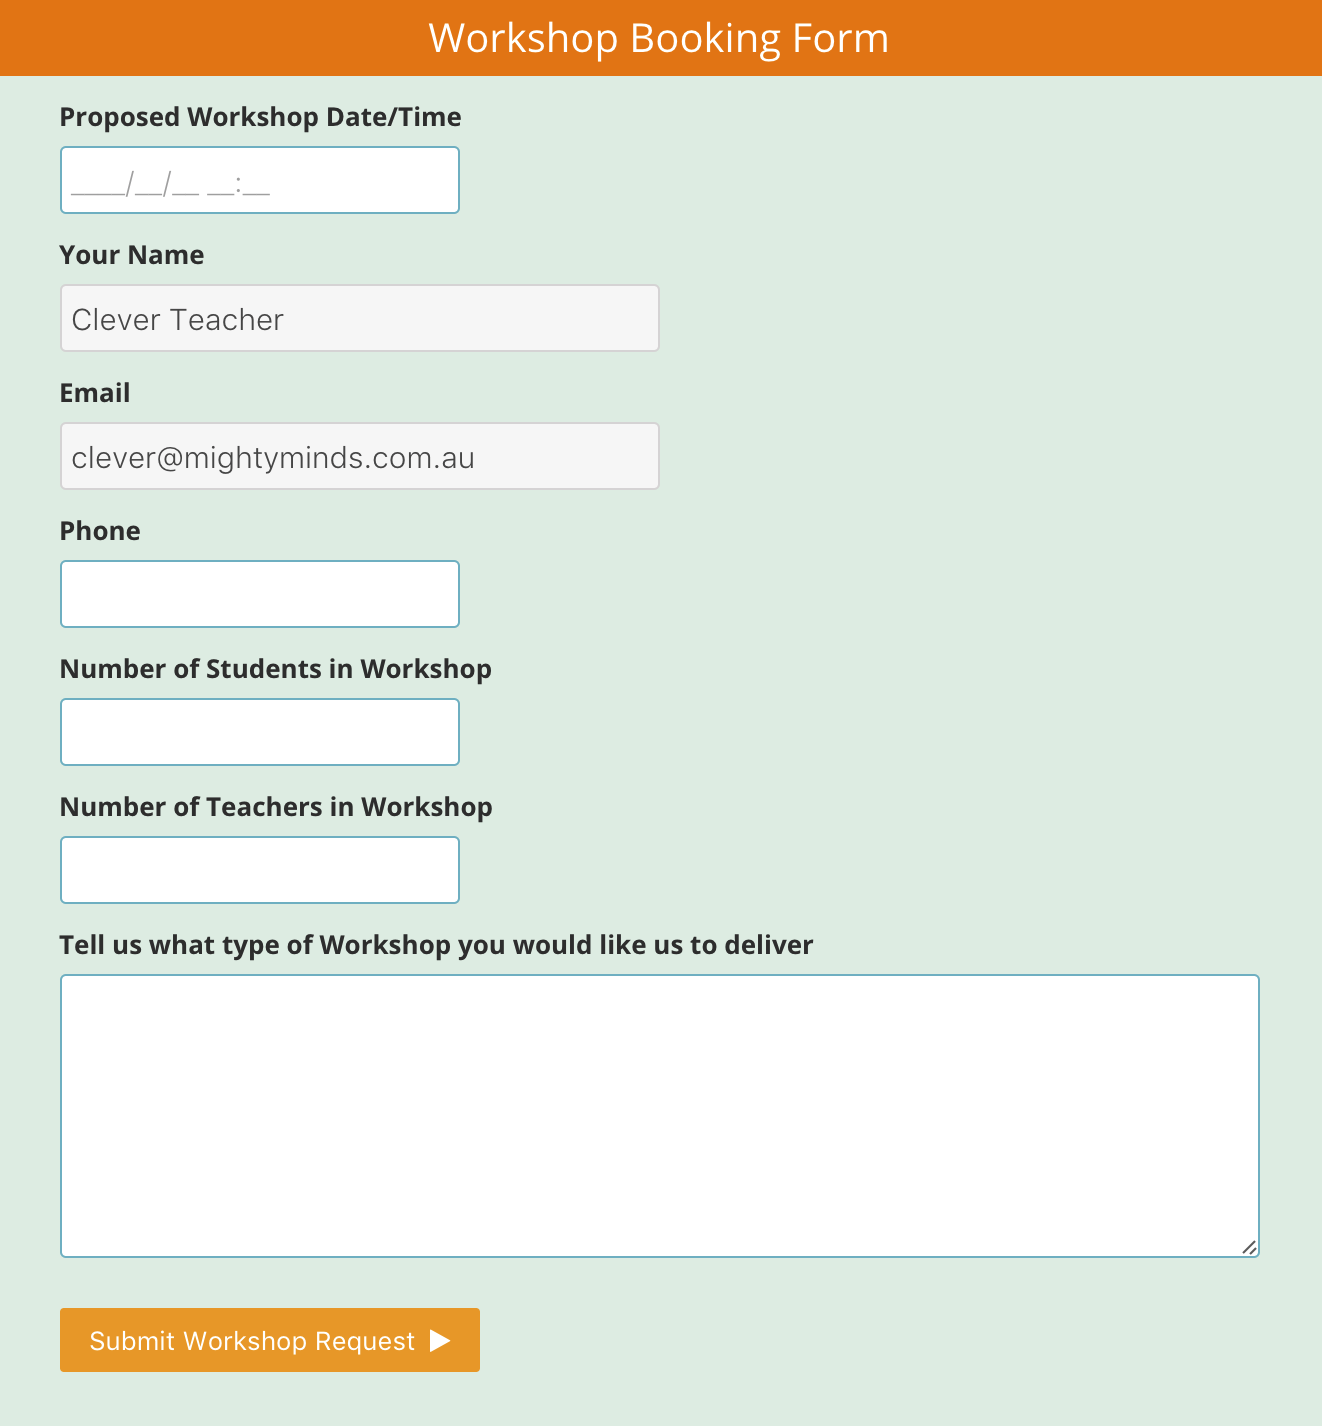 Workshop Booking Form
Proposed Workshop Date/Time
____/__/__ __:__
Your Name
Clever Teacher
Email
clever@mightyminds.com.au
Phone
Number of Students in Workshop
Number of Teachers in Workshop
Tell us what type of Workshop you would like us to deliver
Submit Workshop Request